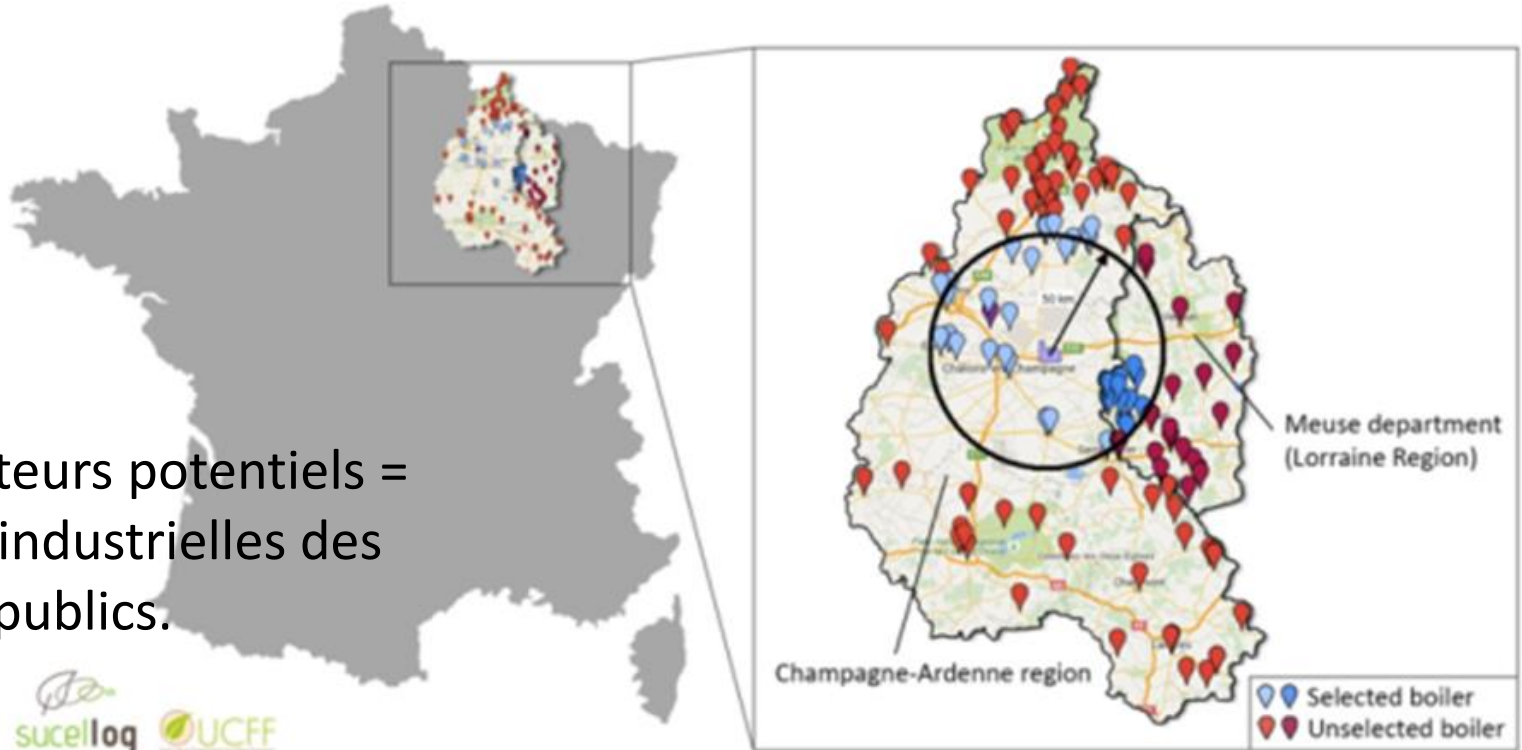 teurs potentiels =
industrielles des
publics.
sucellog
UCFF
50 km
Châlons-en-Champagne
Meuse department
(Lorraine Region)
Champagne-Ardenne region
Selected boiler
Unselected boiler